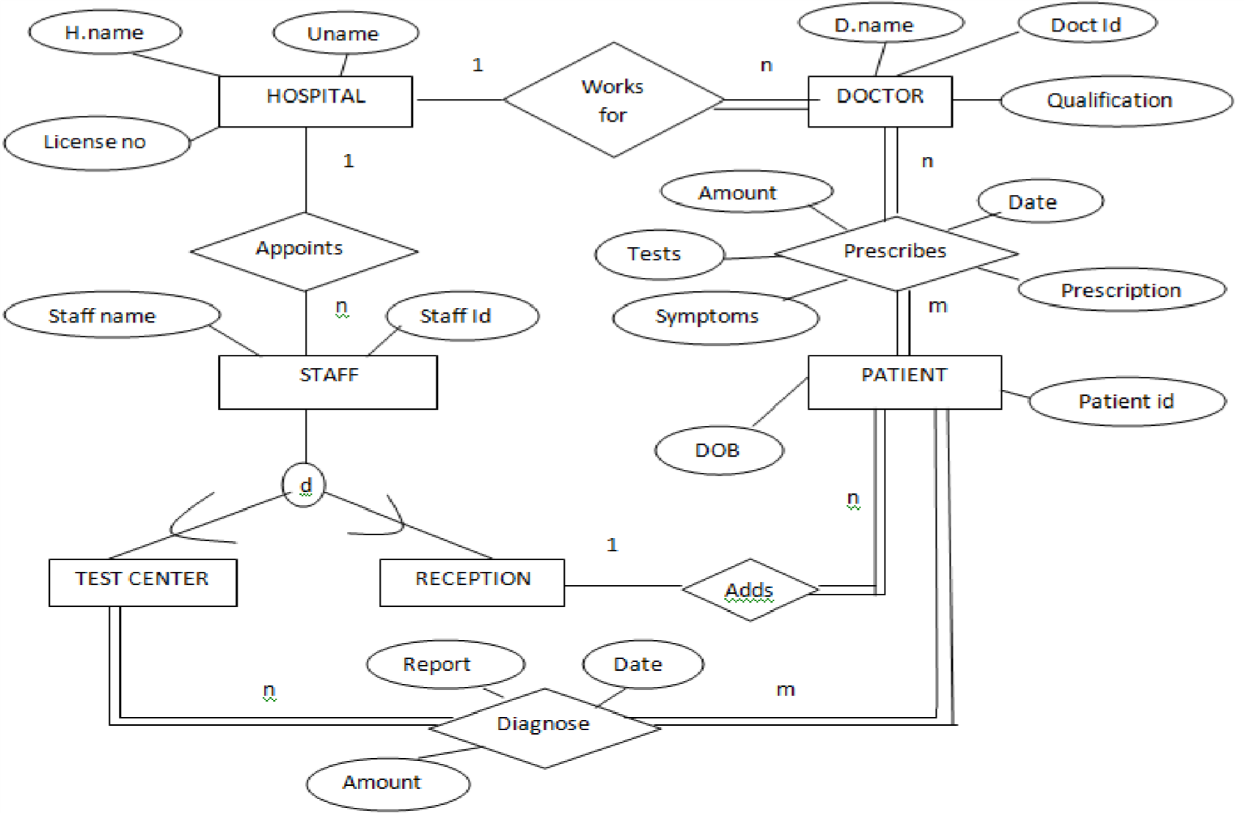 H.name
Uname
D.name
Doct Id
1
n
HOSPITAL
Works
for
DOCTOR
Qualification
License no
1
n
Amount
Date
Appoints
Tests
Prescribes
Prescription
n
m
Staff name
Staff Id
Symptoms
STAFF
PATIENT
Patient id
DOB
d
n
1
TEST CENTER
RECEPTION
Adds
Report
Date
n
m
Diagnose
Amount